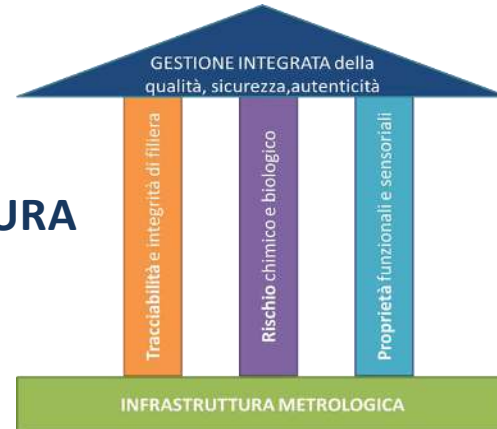 GESTIONE INTEGRATA della
qualità, sicurezza,autenticità
URA
Tracciabilità e integrità di filiera
Rischio chimico e biologico
Proprietà funzionali e sensoriali
INFRASTRUTTURA METROLOGICA